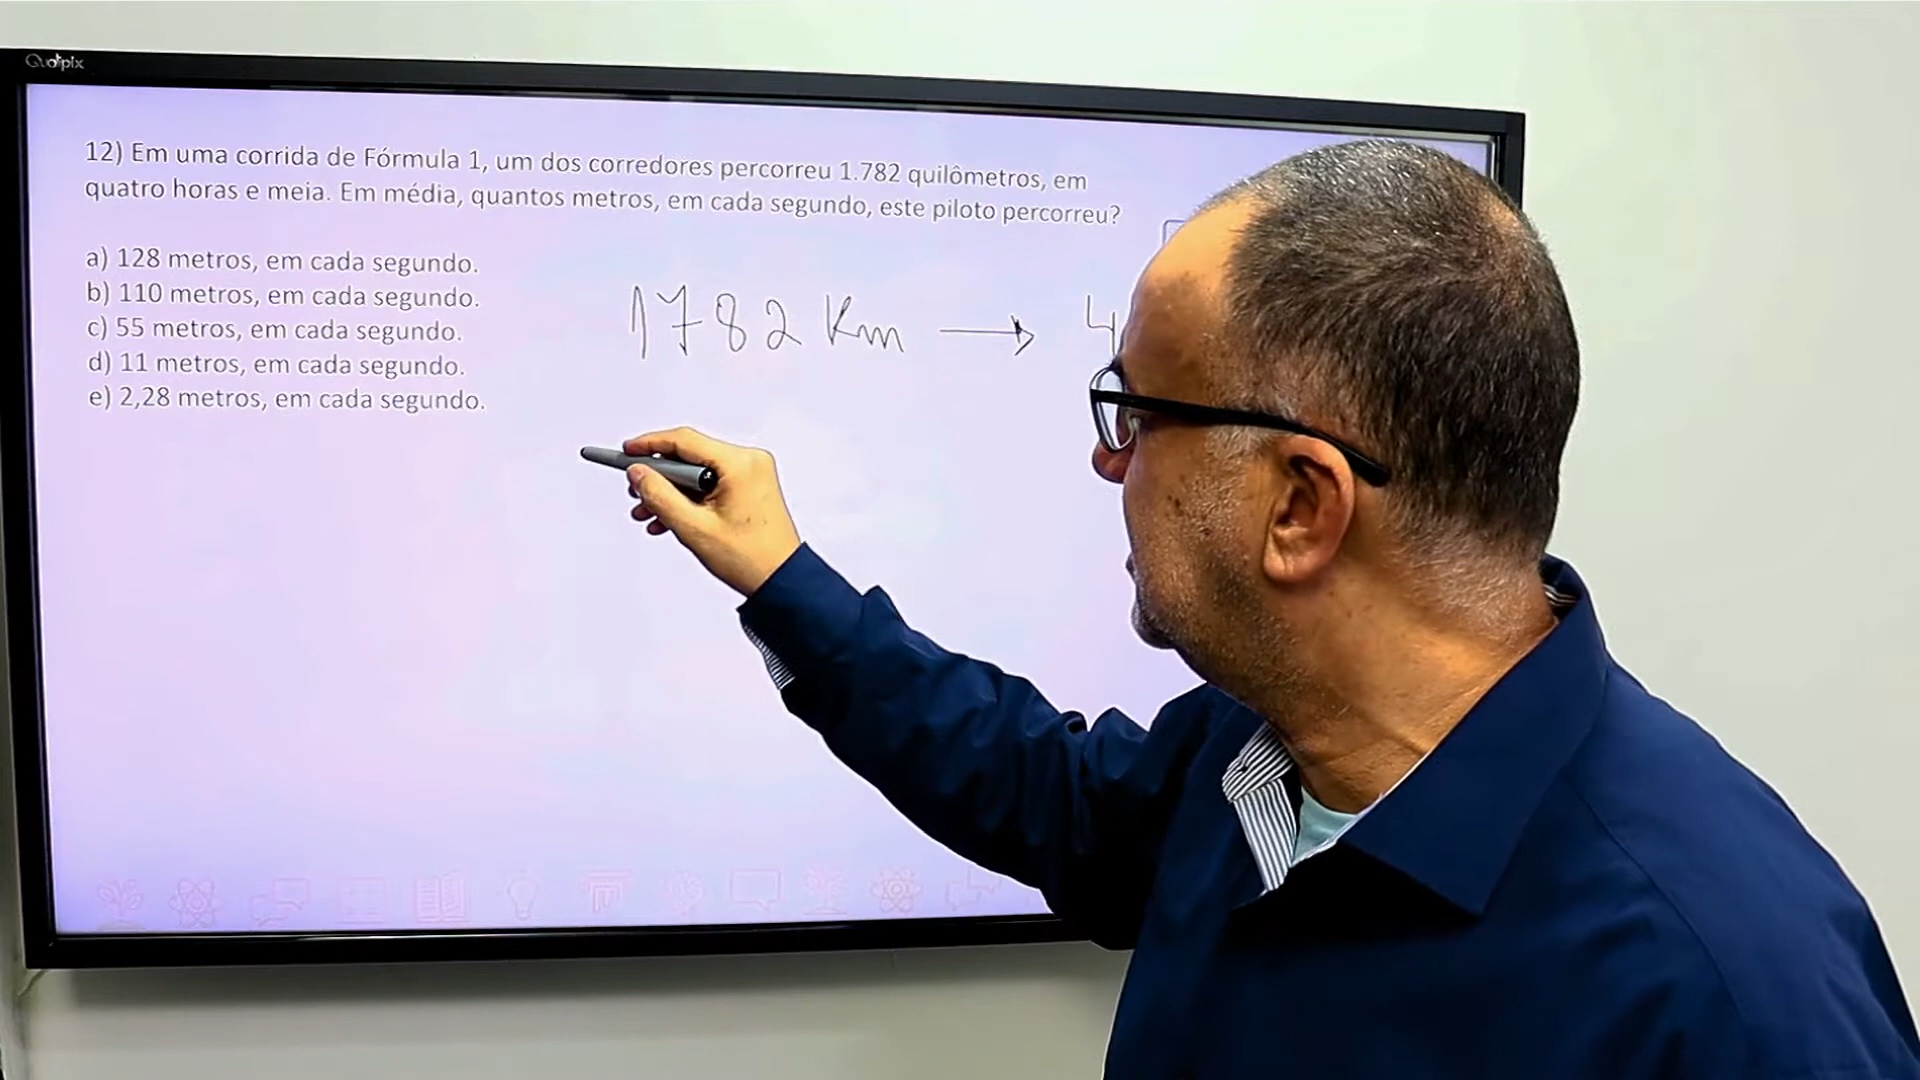 Quatpix
12) Em uma corrida de Fórmula 1, um dos corredores percorreu 1.782 quilômetros, em
quatro horas e meia. Em média, quantos metros, em cada segundo, este piloto percorreu?
a) 128 metros, em cada segundo.
b) 110 metros, em cada segundo.
c) 55 metros, em cada segundo.
d) 11 metros, em cada segundo.
e) 2,28 metros, em cada segundo.
1782 Km → 4